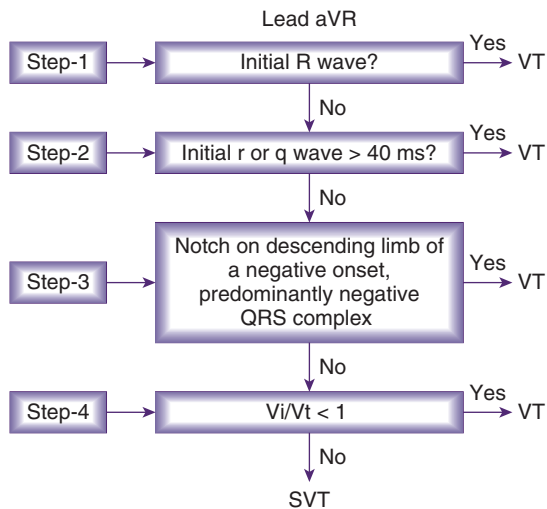 Lead aVR
Step-1
Initial R wave?
Yes
VT
No
Step-2
Initial r or q wave > 40 ms?
Yes
VT
No
Step-3
Notch on descending limb of
a negative onset,
predominantly negative
QRS complex
Yes
VT
No
Step-4
Vi/Vt < 1
Yes
VT
No
SVT